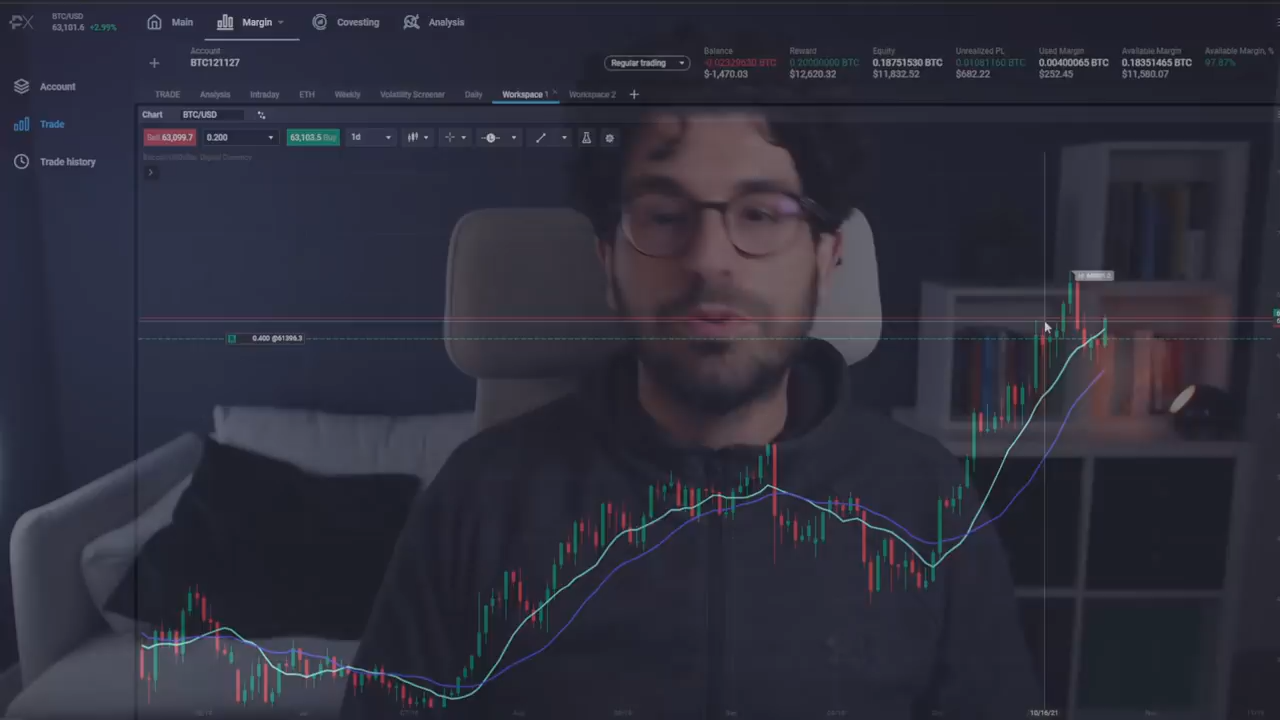 BTC/USD
63,101.6 +2.99%
Main
Margin
Covesting
Analysis
Account
BTC121127
Regular trading
Balance
-0.02329630 BTC
$-1,470.03
Reward
0.20000000 BTC
$12,620.32
Equity
0.18751530 BTC
$11,832.52
Unrealized PL
0.01081160 BTC
$682.22
Used Margin
0.00400065 BTC
$252.45
Available Margin
0.18351465 BTC
$11,580.07
Available Margin, %
97.87%
Account
Trade
Trade history
TRADE Analysis Intraday ETH Weekly Volatility Screener Daily Workspace 1 Workspace 2
Chart BTC/USD
Sell 63,099.7 0.200 63,103.5 Buy 1d
0.400 @61396.3
10/16/21